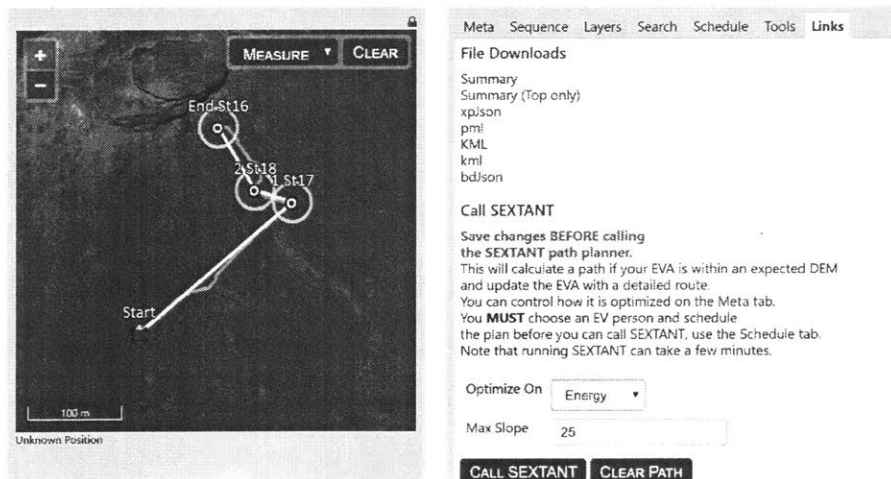 +
−
MEASURE ▼
CLEAR
End St16
2 St18
1 St17
Start
100 m
Unknown Position
Meta Sequence Layers Search Schedule Tools Links
File Downloads
Summary
Summary (Top only)
xpJson
pml
KML
kml
bdJson
Call SEXTANT
Save changes BEFORE calling
the SEXTANT path planner.
This will calculate a path if your EVA is within an expected DEM
and update the EVA with a detailed route.
You can control how it is optimized on the Meta tab.
You MUST choose an EV person and schedule
the plan before you can call SEXTANT, use the Schedule tab.
Note that running SEXTANT can take a few minutes.
Optimize On Energy ▼
Max Slope 25
CALL SEXTANT CLEAR PATH